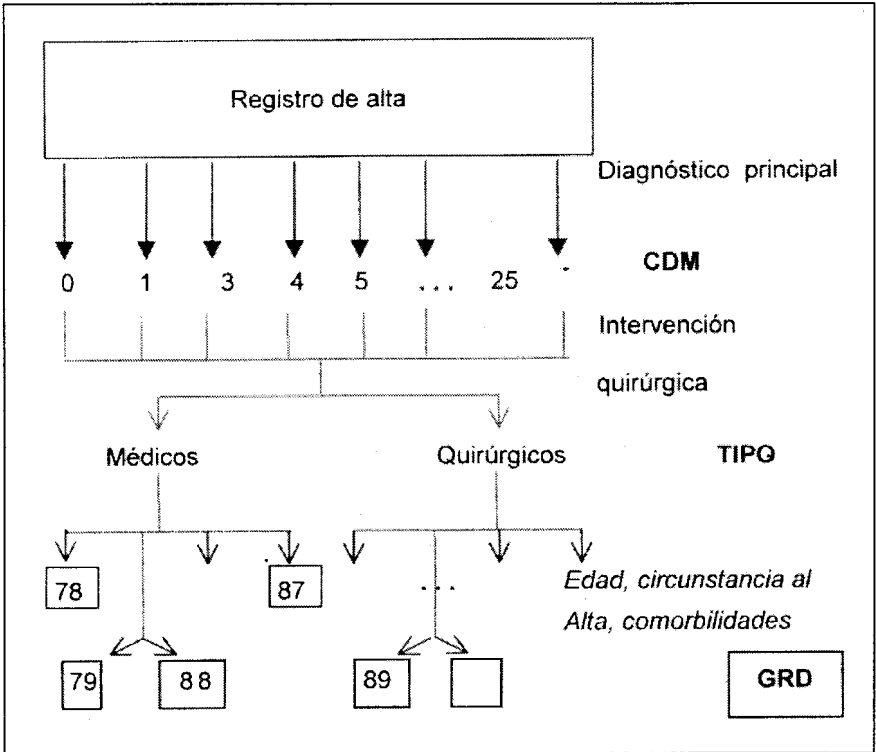 Registro de alta
Diagnóstico principal
0 1 3 4 5 ... 25
CDM
Intervención
quirúrgica
Médicos Quirúrgicos TIPO
78 87 ... Edad, circunstancia al
Alta, comorbilidades
79 88 89 GRD